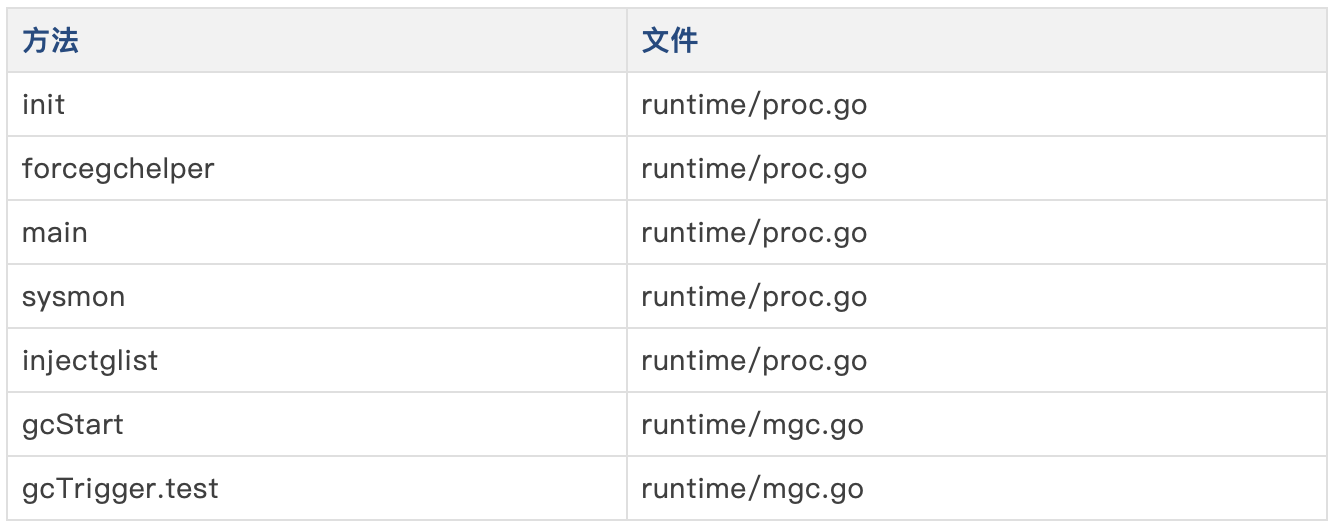 方法 文件
init runtime/proc.go
forcegchelper runtime/proc.go
main runtime/proc.go
sysmon runtime/proc.go
injectglist runtime/proc.go
gcStart runtime/mgc.go
gcTrigger.test runtime/mgc.go